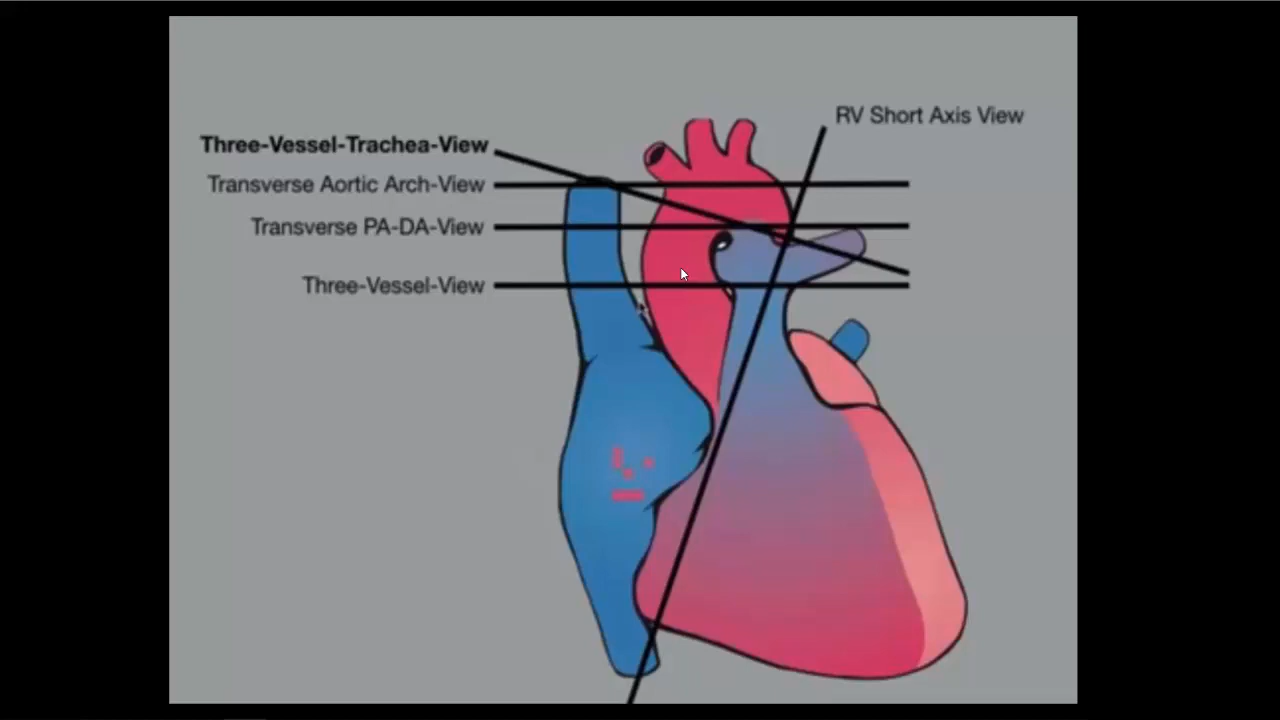 RV Short Axis View
Three-Vessel-Trachea-View
Transverse Aortic Arch-View
Transverse PA-DA-View
Three-Vessel-View